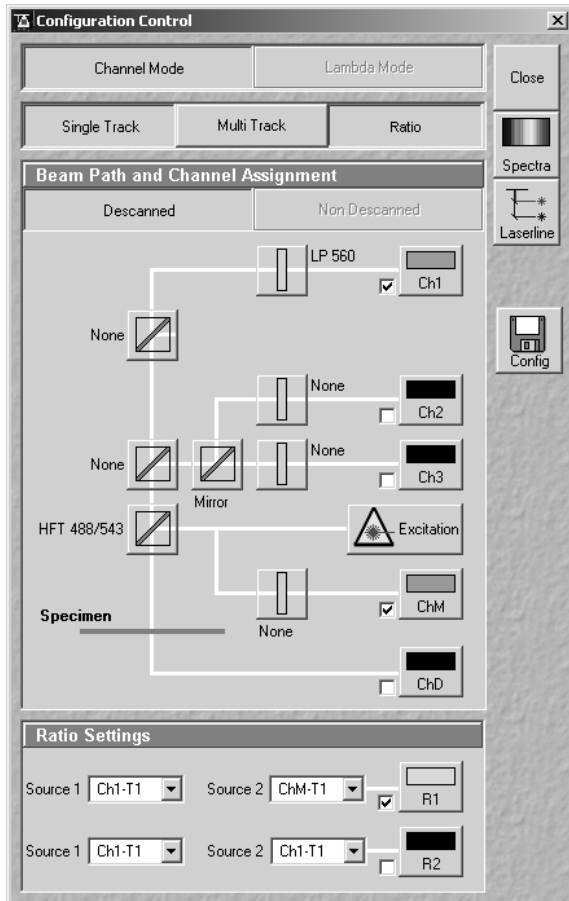 Configuration Control
Channel Mode
Lambda Mode
Close
Single Track
Multi Track
Ratio
Spectra
Beam Path and Channel Assignment
Descanned
Non Descanned
Laserline
LP 560
Ch1
None
Config
None
Ch2
None
None
Ch3
Mirror
HFT 488/543
Excitation
ChM
Specimen
None
ChD
Ratio Settings
Source 1 Ch1-T1 Source 2 ChM-T1 R1
Source 1 Ch1-T1 Source 2 Ch1-T1 R2